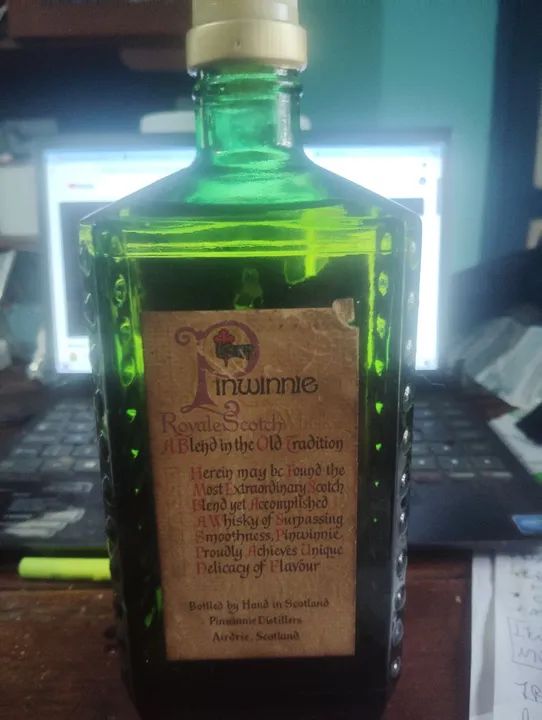 Pinwinnie
Royale Scotch Whisky
A Blend in the Old Tradition
Herein may be Found the
Most Extraordinary Scotch
Blend yet Accomplished
A Whisky of Surpassing
Smoothness, Pinwinnie
Proudly Achieves Unique
Delicacy of Flavour
Bottled by Hand in Scotland
Pinwinnie Distillers
Airdrie, Scotland